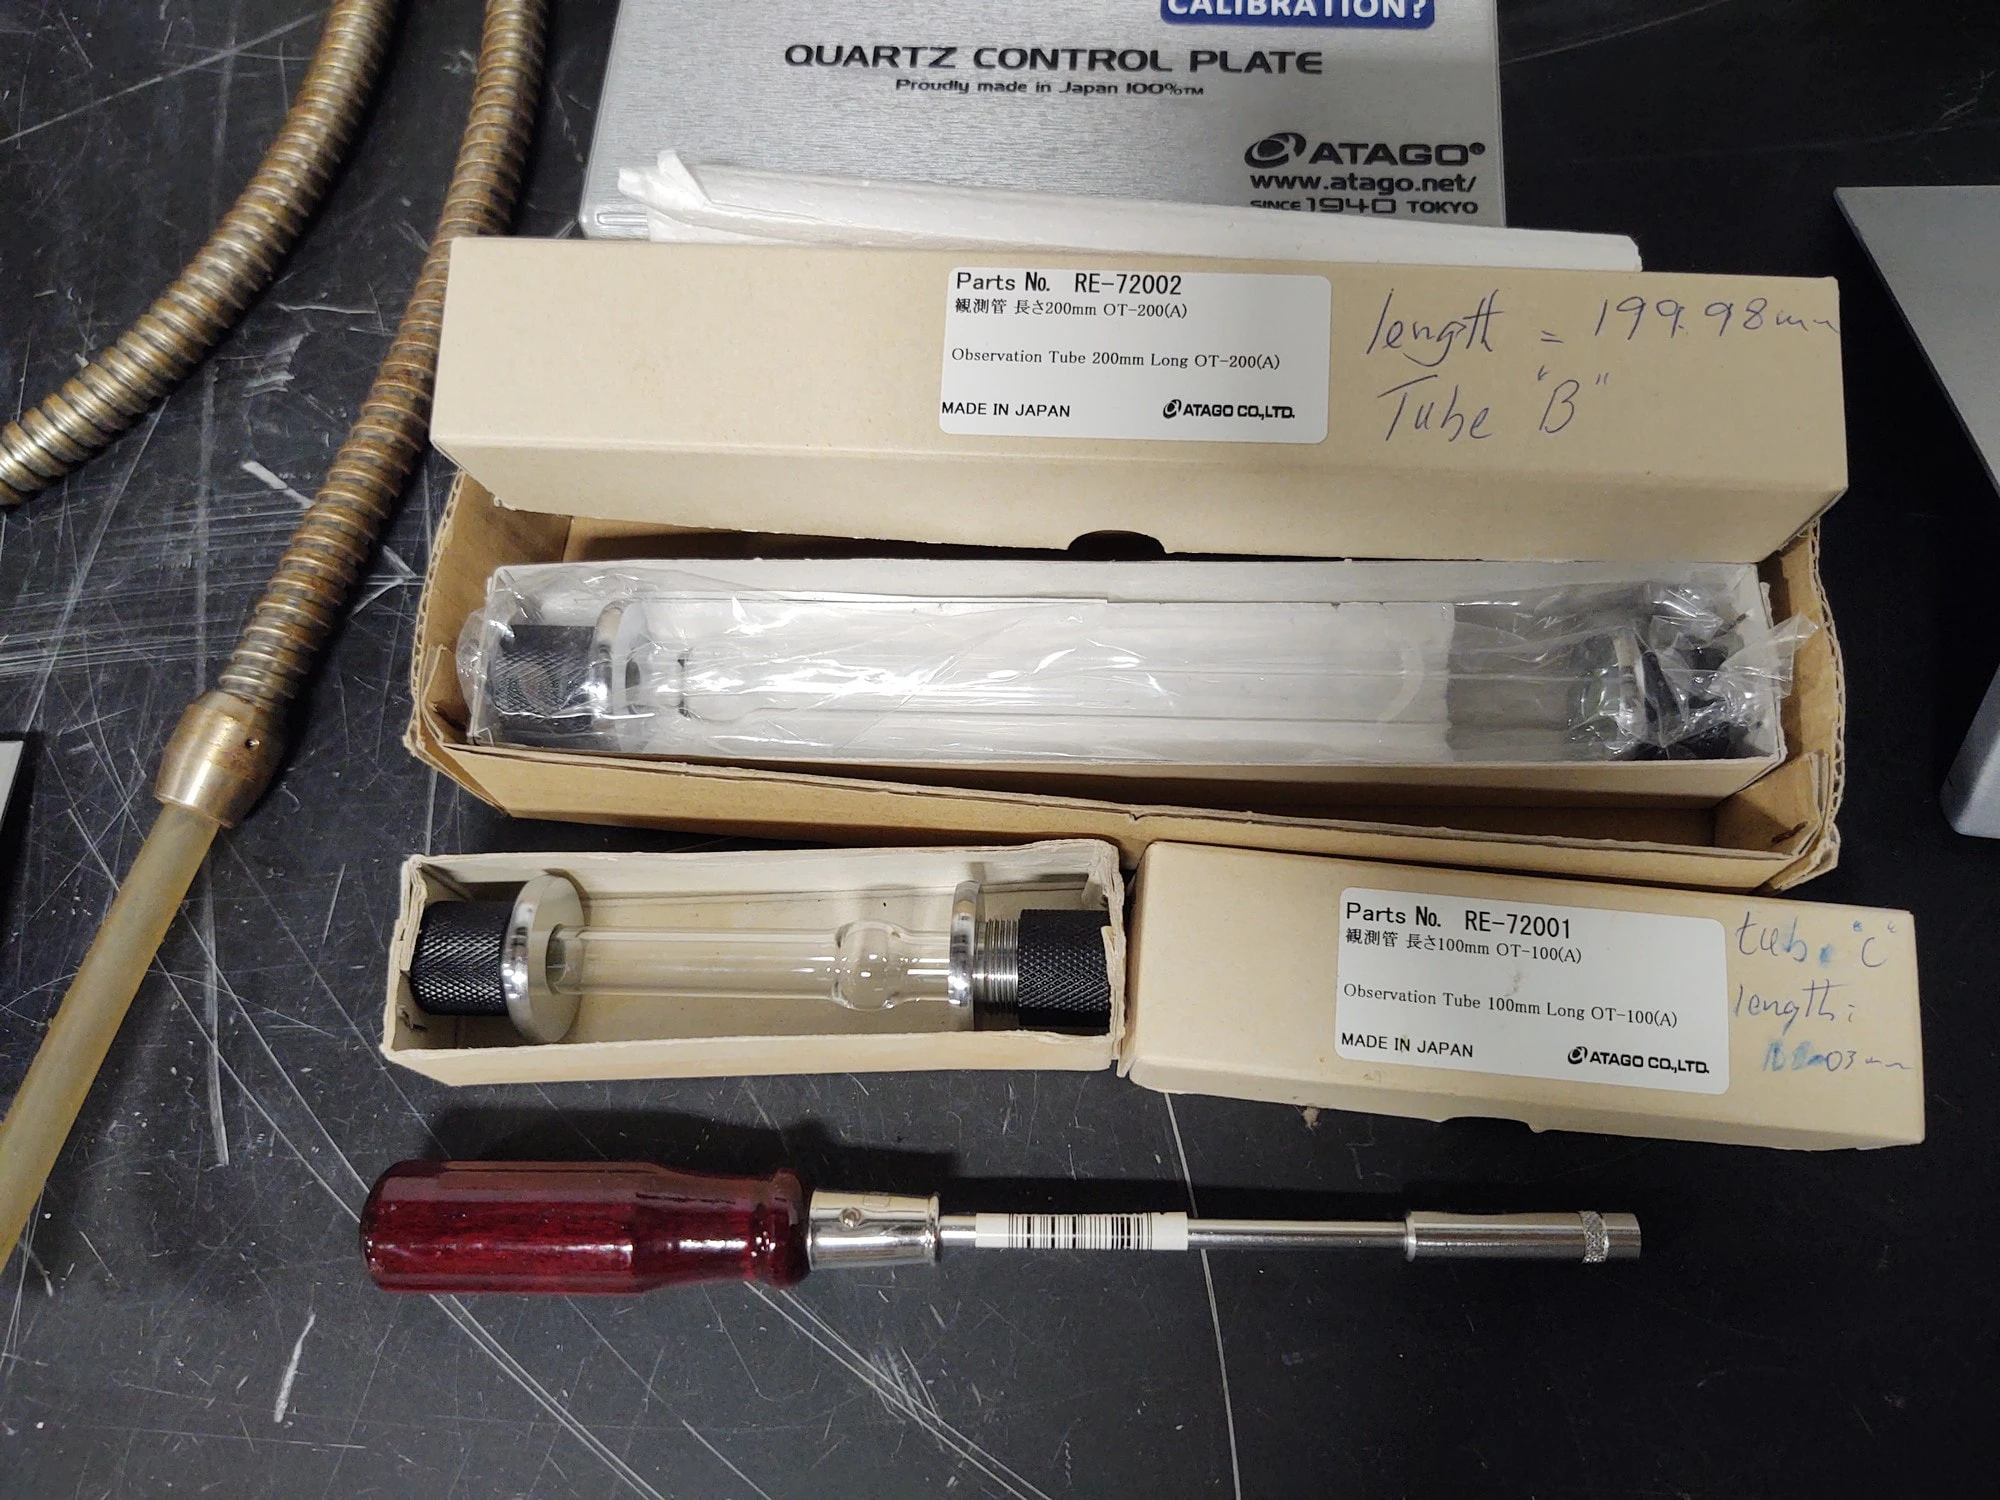 CALIBRATION?
QUARTZ CONTROL PLATE
Proudly made in Japan 100%™
ATAGO®
www.atago.net/
SINCE 1940 TOKYO
Parts No. RE-72002
観測管 長さ200mm OT-200(A)
Observation Tube 200mm Long OT-200(A)
MADE IN JAPAN ATAGO CO.,LTD.
length = 199.98mm
Tube "B"
Parts No. RE-72001
観測管 長さ100mm OT-100(A)
Observation Tube 100mm Long OT-100(A)
MADE IN JAPAN ATAGO CO.,LTD.
tube "C"
length: